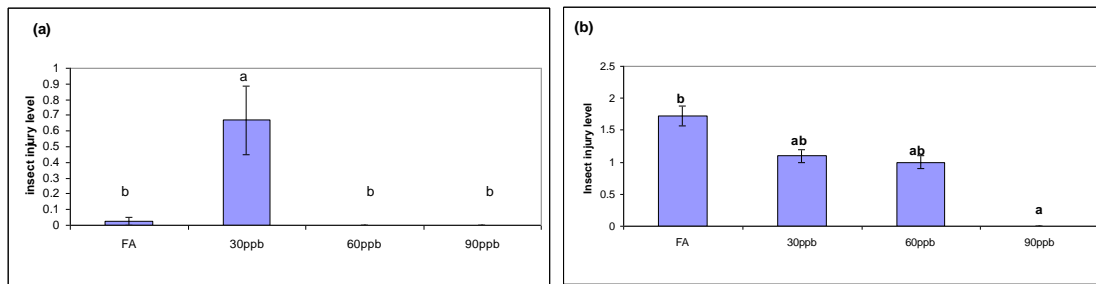 (a)
insect injury level
1
0.9
0.8
0.7
0.6
0.5
0.4
0.3
0.2
0.1
0
b
a
b
b
FA
30ppb
60ppb
90ppb
(b)
Insect injury level
2.5
2
1.5
1
0.5
0
b
ab
ab
a
FA
30ppb
60ppb
90ppb